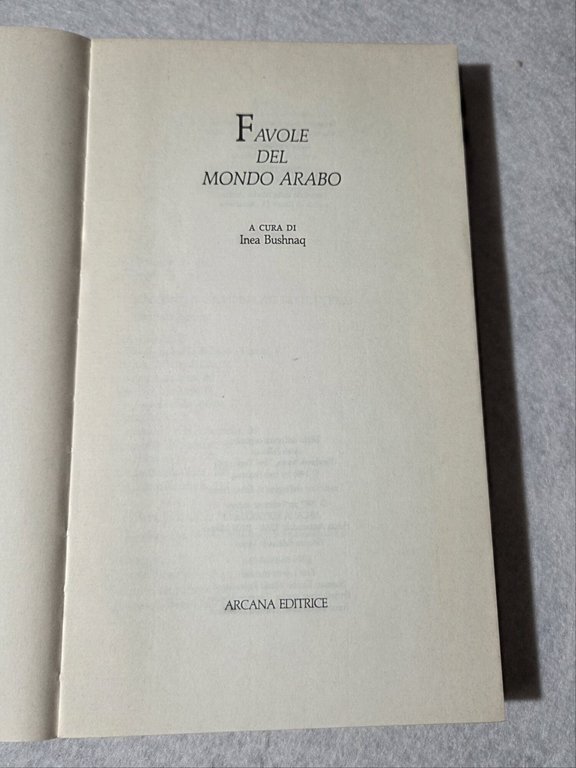 FAVOLE
DEL
MONDO ARABO
A CURA DI
Inea Bushnaq
ARCANA EDITRICE